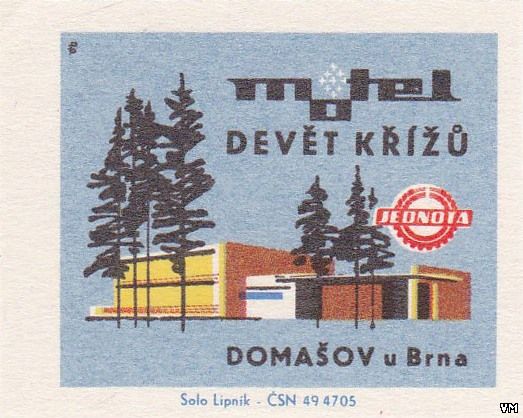 motel
DEVĚT KŘÍŽŮ
JEDNOTA
DOMAŠOV u Brna
Solo Lipník - ČSN 49 4705
VM